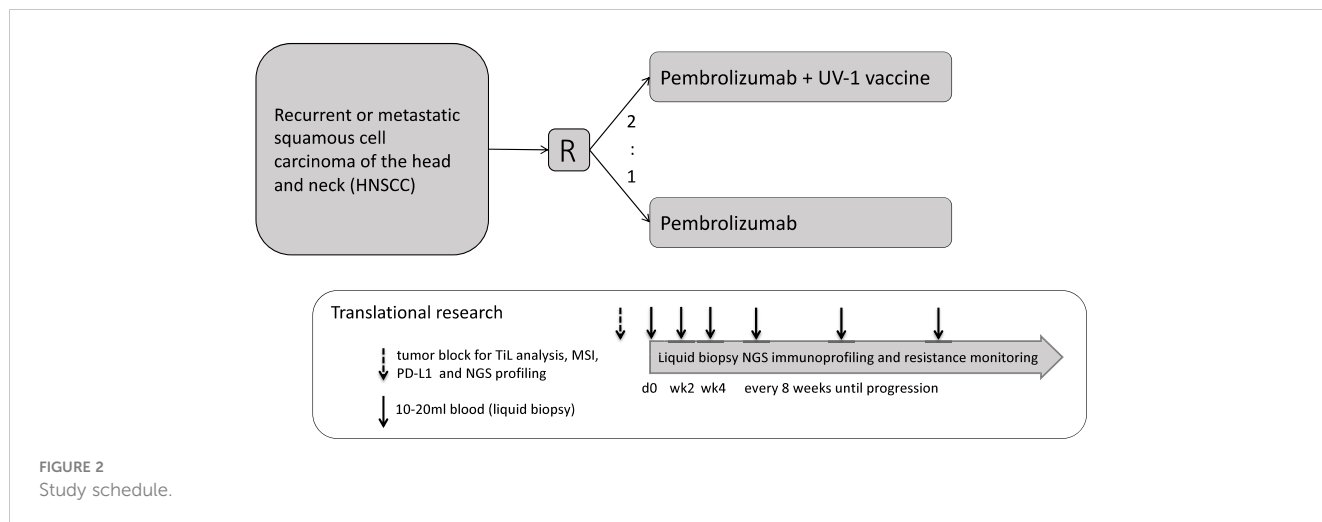 Recurrent or metastatic
squamous cell
carcinoma of the head
and neck (HNSCC)
R
2
:
1
Pembrolizumab + UV-1 vaccine
Pembrolizumab
Translational research
tumor block for TiL analysis, MSI,
PD-L1 and NGS profiling
10-20ml blood (liquid biopsy)
Liquid biopsy NGS immunoprofiling and resistance monitoring
d0 wk2 wk4 every 8 weeks until progression
FIGURE 2
Study schedule.